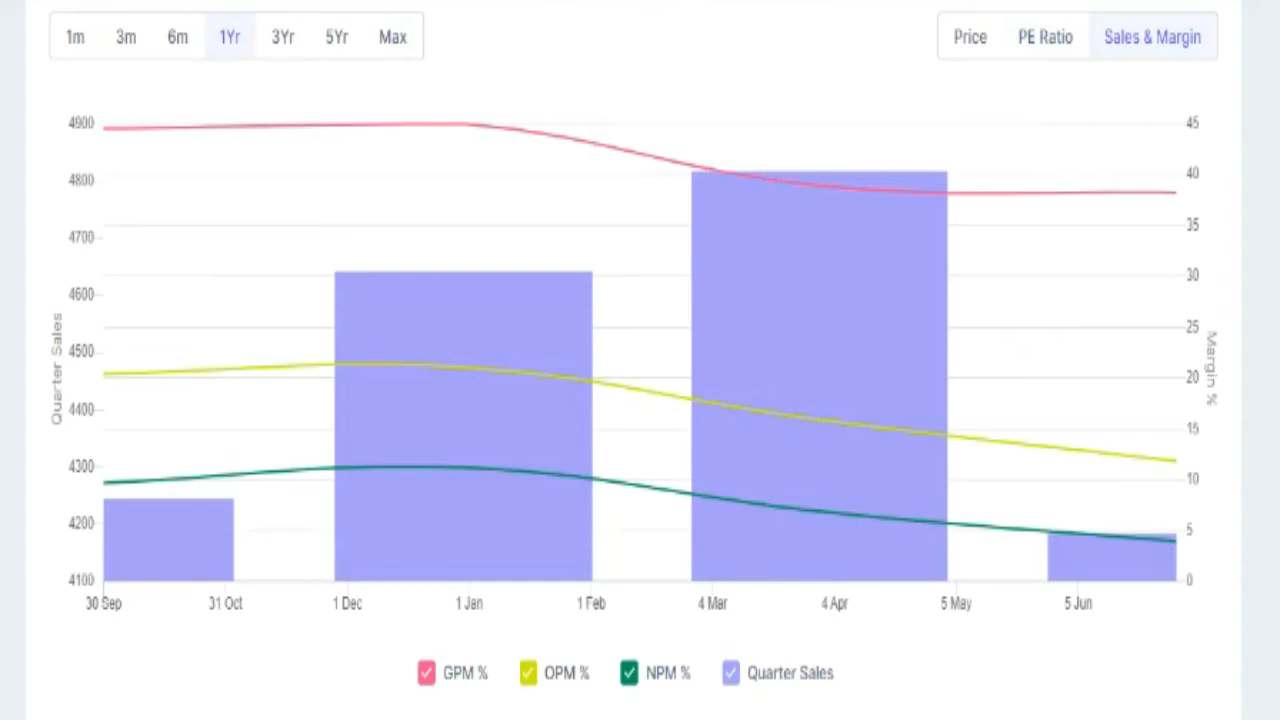 1m 3m 6m 1Yr 3Yr 5Yr Max Price PE Ratio Sales & Margin
4900 45
4800 40
4700 35
4600 30
4500 25
4400 20
4300 15
4200 10
4100 5
0
Quarter Sales
Margin %
30 Sep 31 Oct 1 Dec 1 Jan 1 Feb 4 Mar 4 Apr 5 May 5 Jun
GPM % OPM % NPM % Quarter Sales